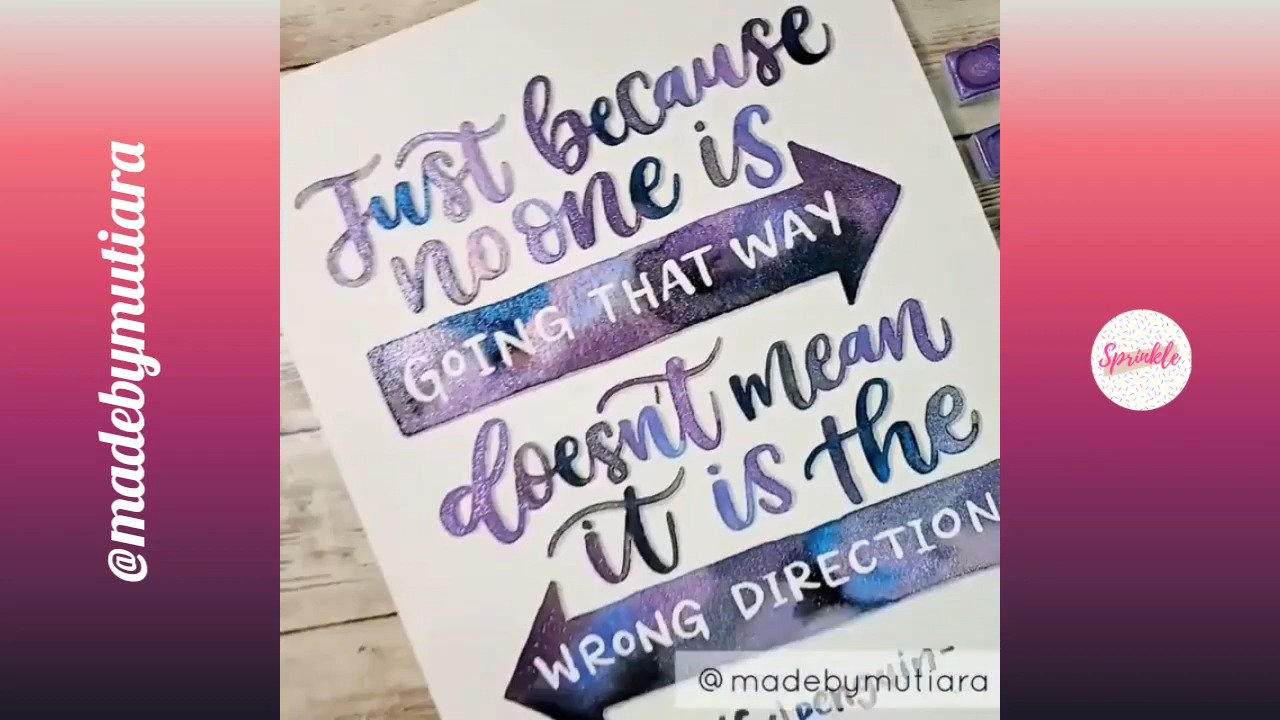 @madebymutiara
Just because
no one is
GOING THAT WAY
doesn't mean
it is the
WRONG DIRECTION
@madebymutiara
Sprinkle